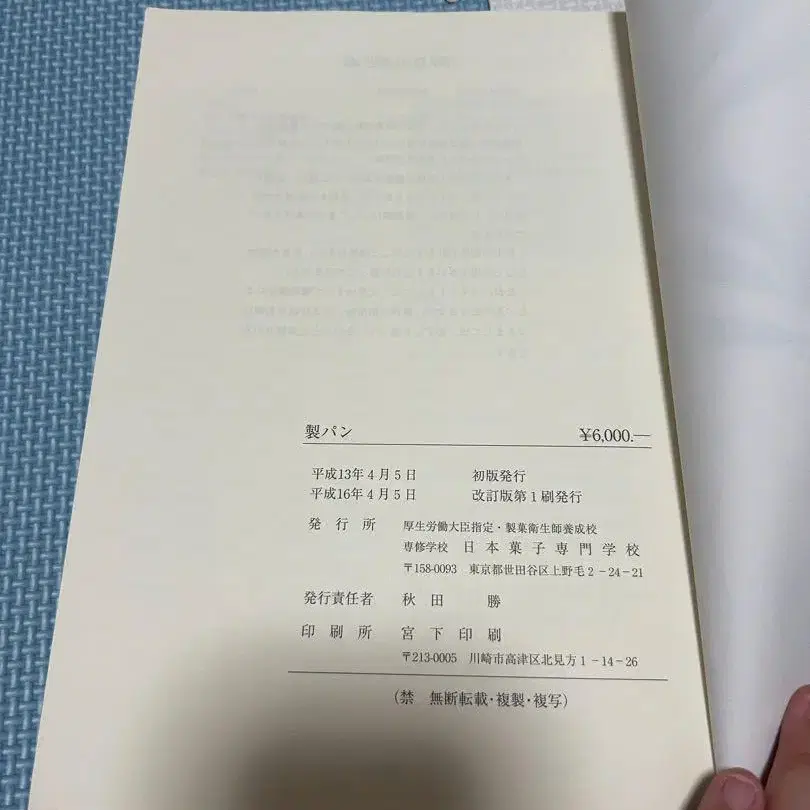 製パン ¥6,000.—
平成13年4月5日 初版発行
平成16年4月5日 改訂版第1刷発行
発行所 厚生労働大臣指定・製菓衛生師養成校
専修学校 日本菓子専門学校
〒158-0093 東京都世田谷区上野毛2-24-21
発行責任者 秋田 勝
印刷所 宮下印刷
〒213-0005 川崎市高津区北見方1-14-26
(禁 無断転載・複製・複写)